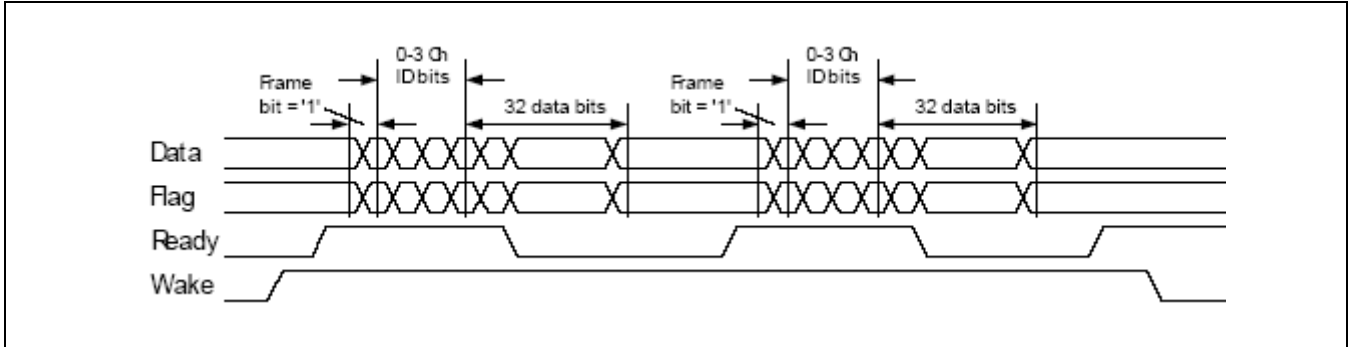 0-3 Ch
ID bits
Frame
bit = '1'
32 data bits
0-3 Ch
ID bits
Frame
bit = '1'
32 data bits
Data
Flag
Ready
Wake